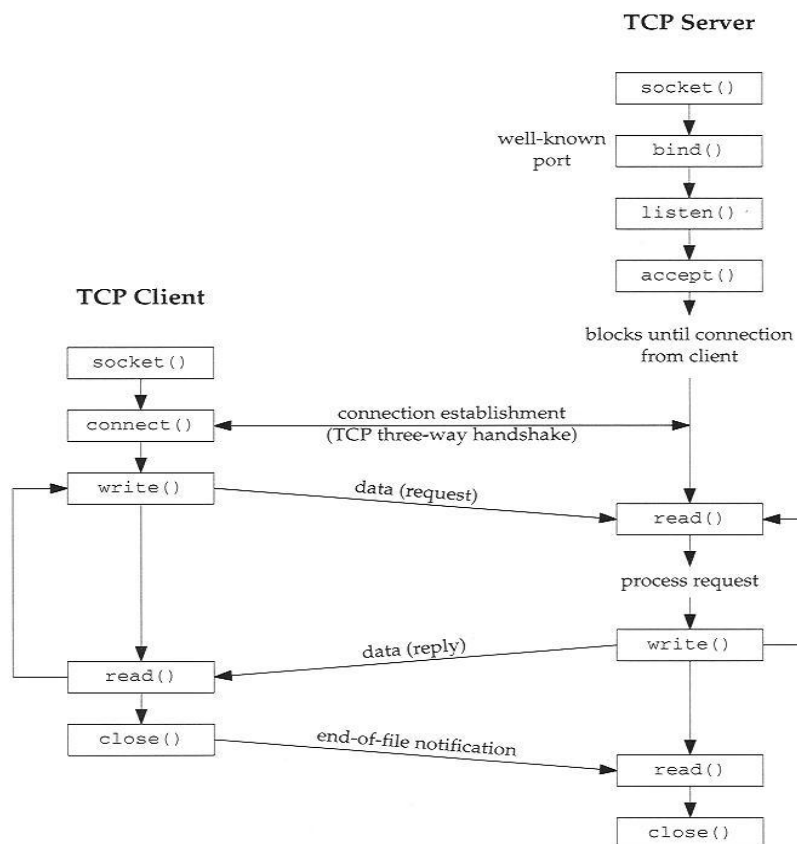 TCP Server
socket()
well-known
port
bind()
listen()
accept()
TCP Client
blocks until connection
from client
socket()
connection establishment
(TCP three-way handshake)
connect()
write()
data (request)
read()
process request
data (reply)
write()
read()
close()
end-of-file notification
read()
close()